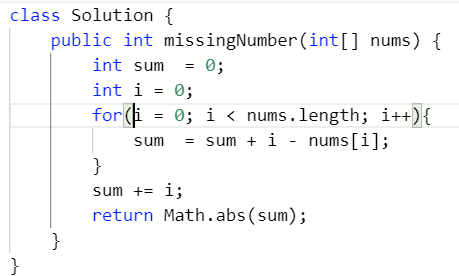 class Solution {
    public int missingNumber(int[] nums) {
        int sum  = 0;
        int i = 0;
        for(i = 0; i < nums.length; i++){
            sum  = sum + i - nums[i];
        }
        sum += i;
        return Math.abs(sum);
    }
}